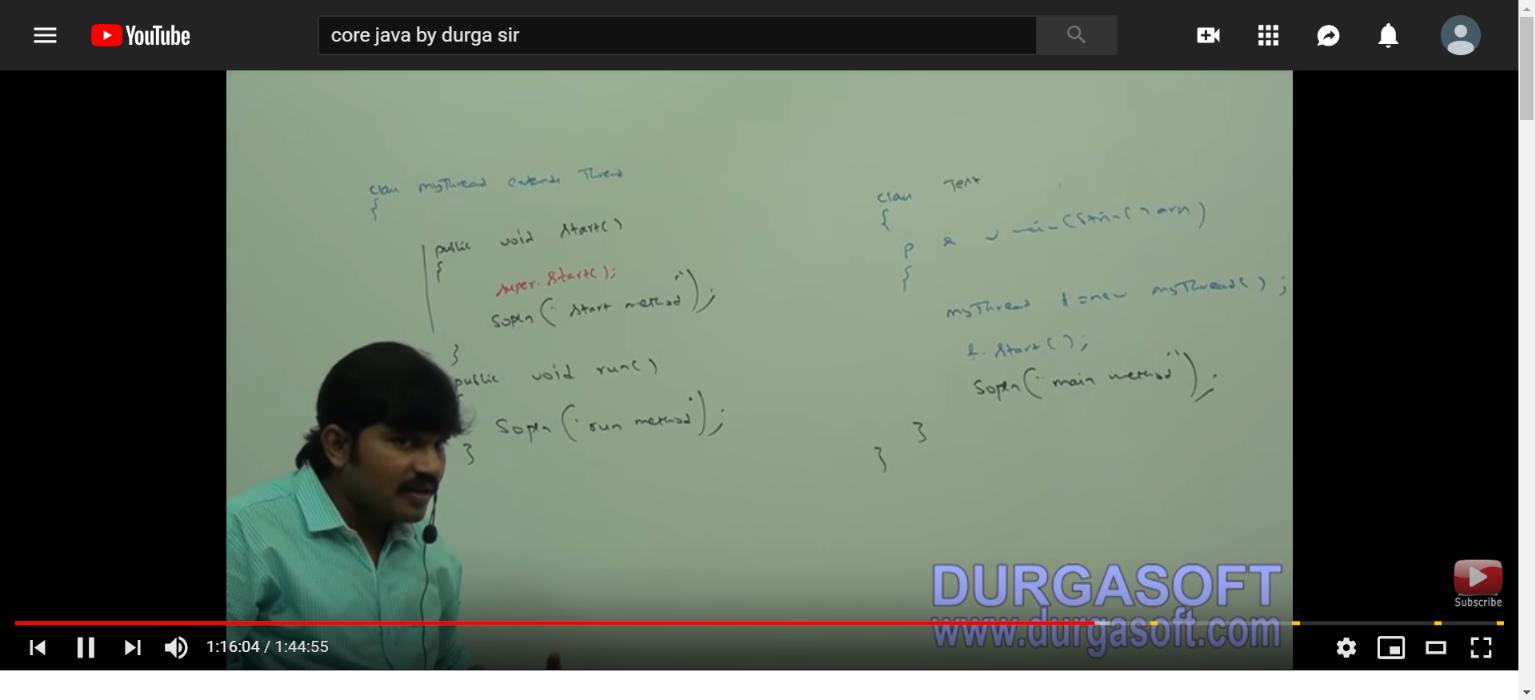 YouTube
core java by durga sir
class myThread extends Thread
{
public void start()
{
super.start();
Sopln("start method");
}
public void run()
{
Sopln("run method");
}
class Test
{
p s v main(String[] args)
{
myThread t = new myThread();
t.start();
Sopln("main method");
}
}
DURGASOFT
www.durgasoft.com
Subscribe
1:16:04 / 1:44:55